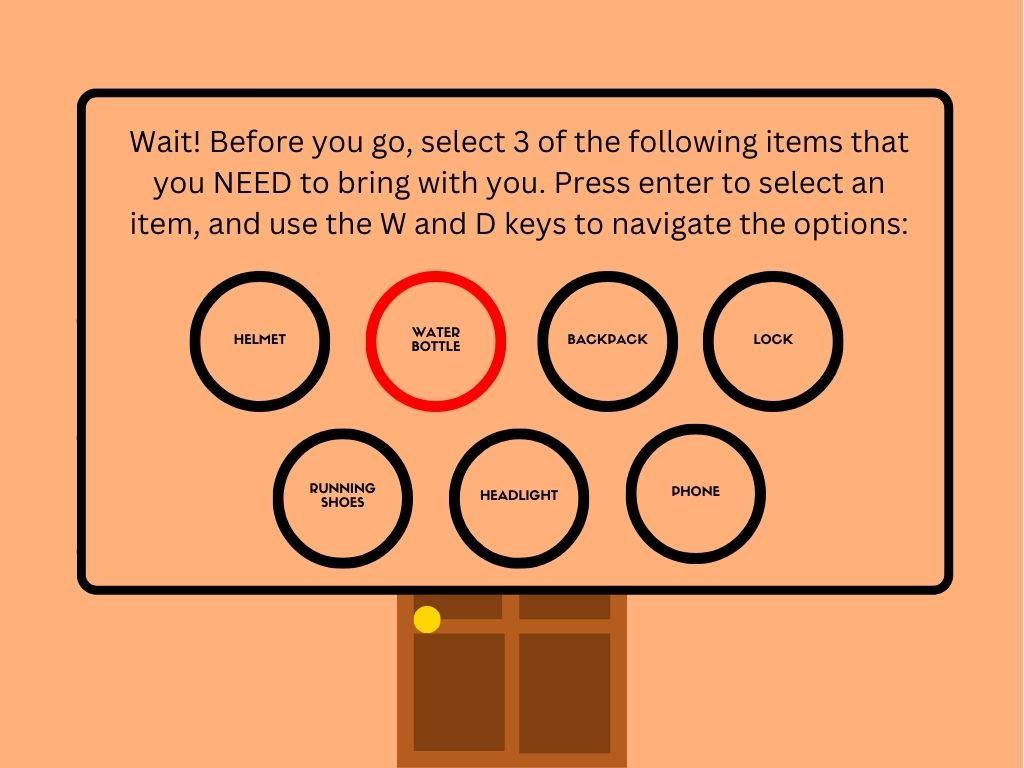 Wait! Before you go, select 3 of the following items that
you NEED to bring with you. Press enter to select an
item, and use the W and D keys to navigate the options:
HELMET
WATER
BOTTLE
BACKPACK
LOCK
RUNNING
SHOES
HEADLIGHT
PHONE